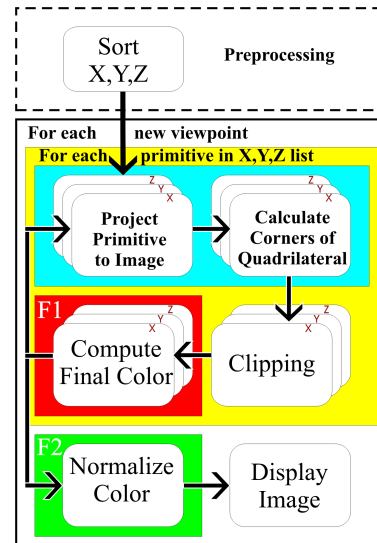 Sort
X,Y,Z
Preprocessing
For each new viewpoint
For each primitive in X,Y,Z list
Z
Y
X
Project
Primitive
to Image
Z
Y
X
Calculate
Corners of
Quadrilateral
F1
Z
Y
X
Compute
Final Color
Z
Y
X
Clipping
F2
Normalize
Color
Display
Image